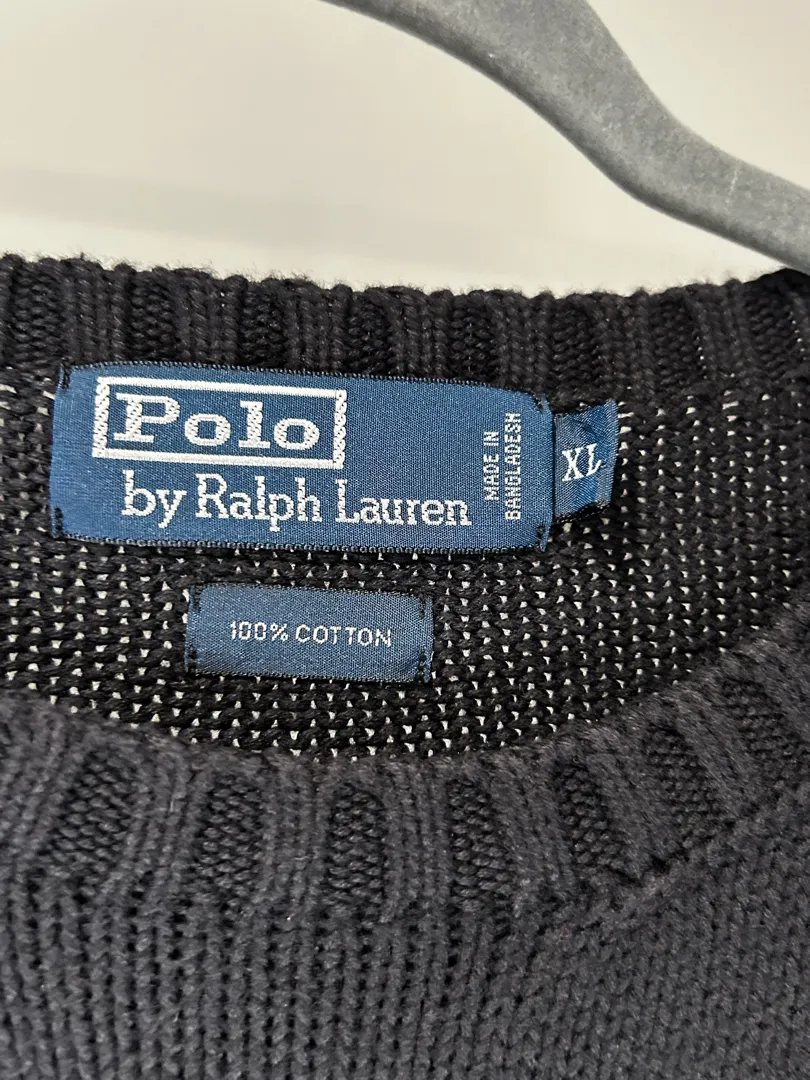 Polo
by Ralph Lauren
MADE IN
BANGLADESH
XL
100% COTTON